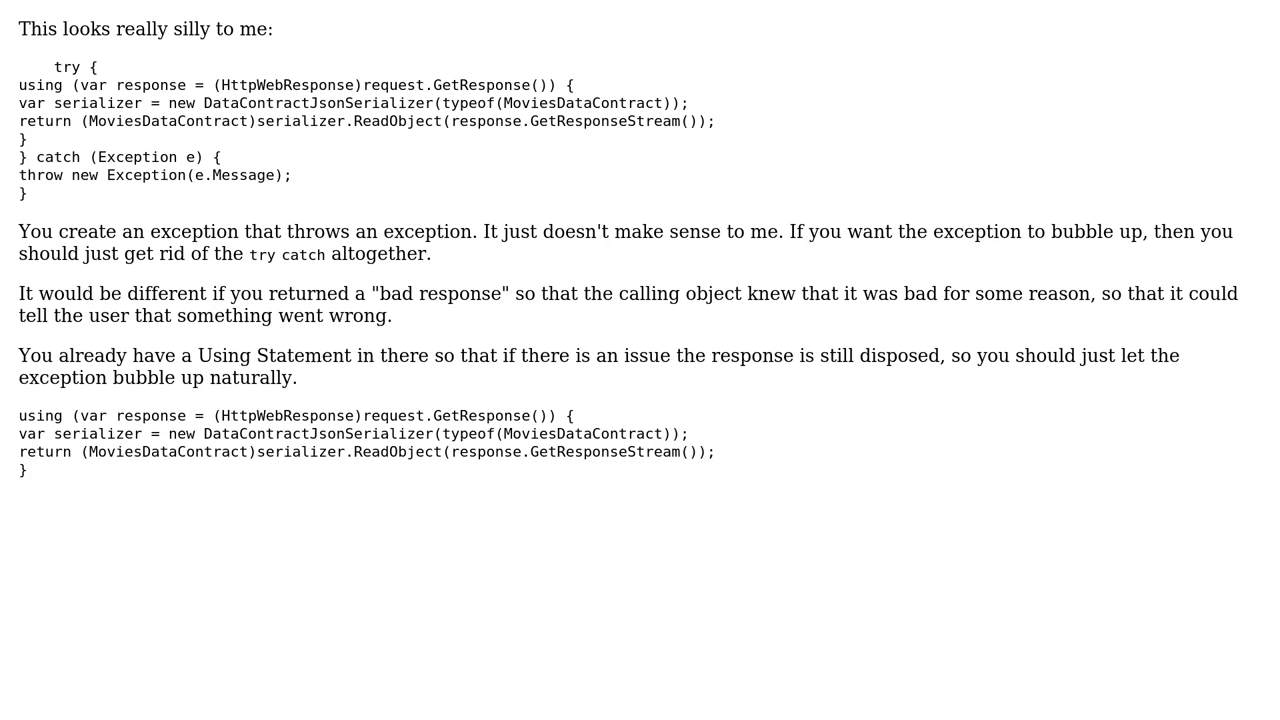 This looks really silly to me:
try {
using (var response = (HttpWebResponse)request.GetResponse()) {
var serializer = new DataContractJsonSerializer(typeof(MoviesDataContract));
return (MoviesDataContract)serializer.ReadObject(response.GetResponseStream());
}
} catch (Exception e) {
throw new Exception(e.Message);
}
You create an exception that throws an exception. It just doesn't make sense to me. If you want the exception to bubble up, then you
should just get rid of the try catch altogether.
It would be different if you returned a "bad response" so that the calling object knew that it was bad for some reason, so that it could
tell the user that something went wrong.
You already have a Using Statement in there so that if there is an issue the response is still disposed, so you should just let the
exception bubble up naturally.
using (var response = (HttpWebResponse)request.GetResponse()) {
var serializer = new DataContractJsonSerializer(typeof(MoviesDataContract));
return (MoviesDataContract)serializer.ReadObject(response.GetResponseStream());
}